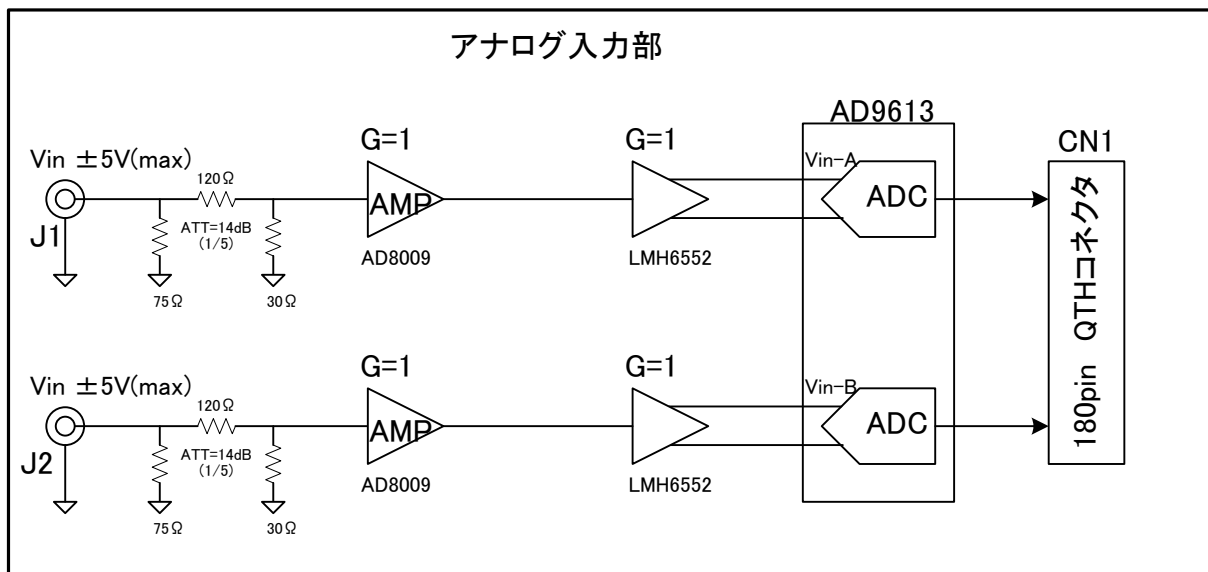 アナログ入力部
AD9613
CN1
G=1
G=1
Vin ±5V(max)
120Ω
Vin-A
AMP
ADC
J1
ATT=14dB
(1/5)
AD8009
LMH6552
75Ω
30Ω
180pin QTHコネクタ
G=1
G=1
Vin ±5V(max)
120Ω
Vin-B
AMP
ADC
J2
ATT=14dB
(1/5)
AD8009
LMH6552
75Ω
30Ω